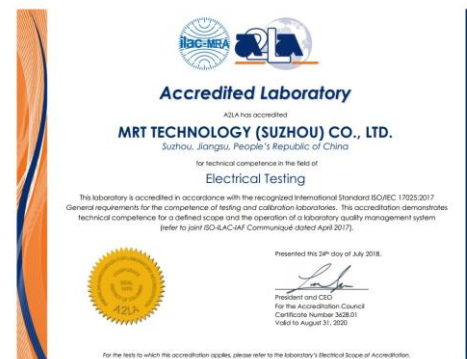 ilac-MRA
A2LA
Accredited Laboratory
A2LA has accredited
MRT TECHNOLOGY (SUZHOU) CO., LTD.
Suzhou, Jiangsu, People's Republic of China
for technical competence in the field of
Electrical Testing
This laboratory is accredited in accordance with the recognized International Standard ISO/IEC 17025:2017
General requirements for the competence of testing and calibration laboratories. This accreditation demonstrates
technical competence for a defined scope and the operation of a laboratory quality management system
(refer to joint ISO-ILAC-IAF Communiqué dated April 2017).
Presented this 24th day of July 2018.
President and CEO
For the Accreditation Council
Certificate Number 3628.01
Valid to August 31, 2020
SEAL
A2LA
For the tests to which this accreditation applies, please refer to the laboratory's Electrical Scope of Accreditation.